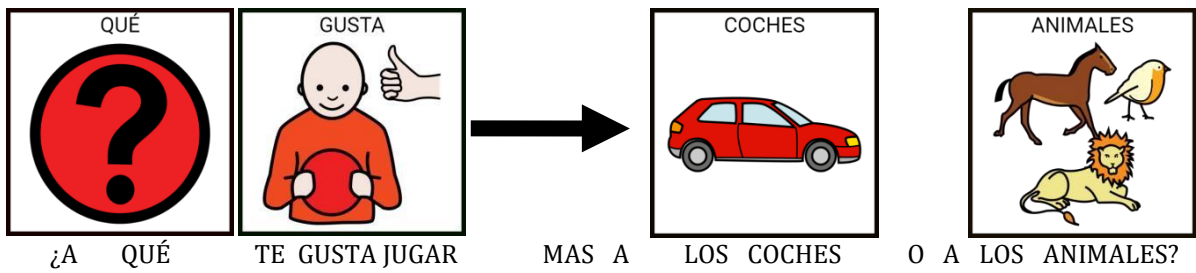 QUÉ GUSTA COCHES ANIMALES
¿A QUÉ TE GUSTA JUGAR MAS A LOS COCHES O A LOS ANIMALES?